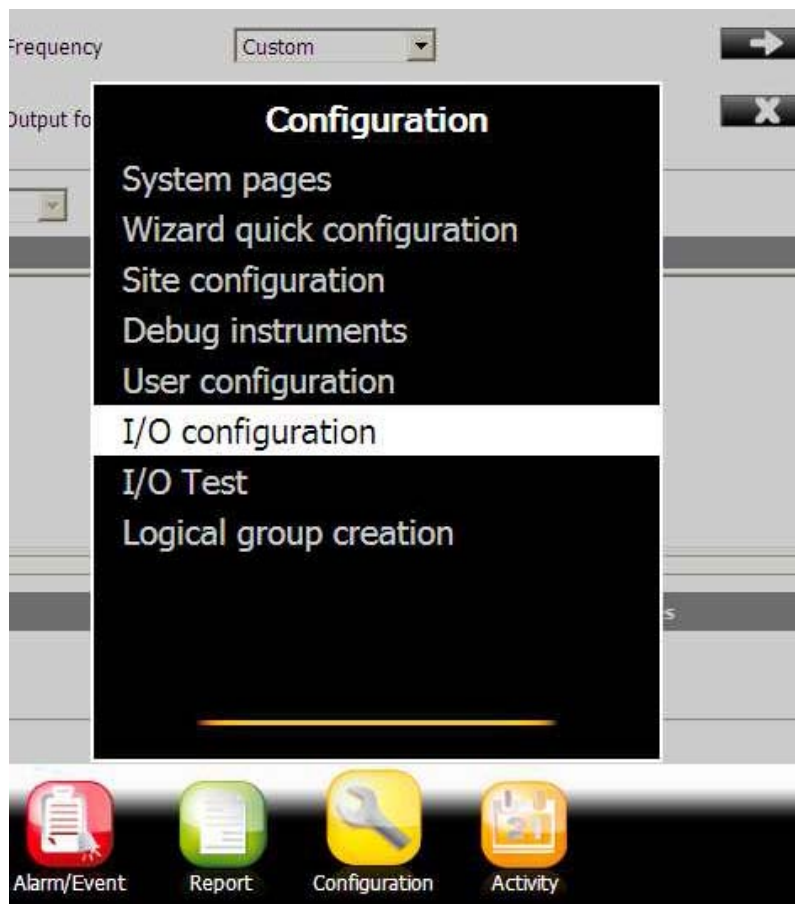 Frequency
Custom
Output fo
Configuration
System pages
Wizard quick configuration
Site configuration
Debug instruments
User configuration
I/O configuration
I/O Test
Logical group creation
s
21
Alarm/Event
Report
Configuration
Activity